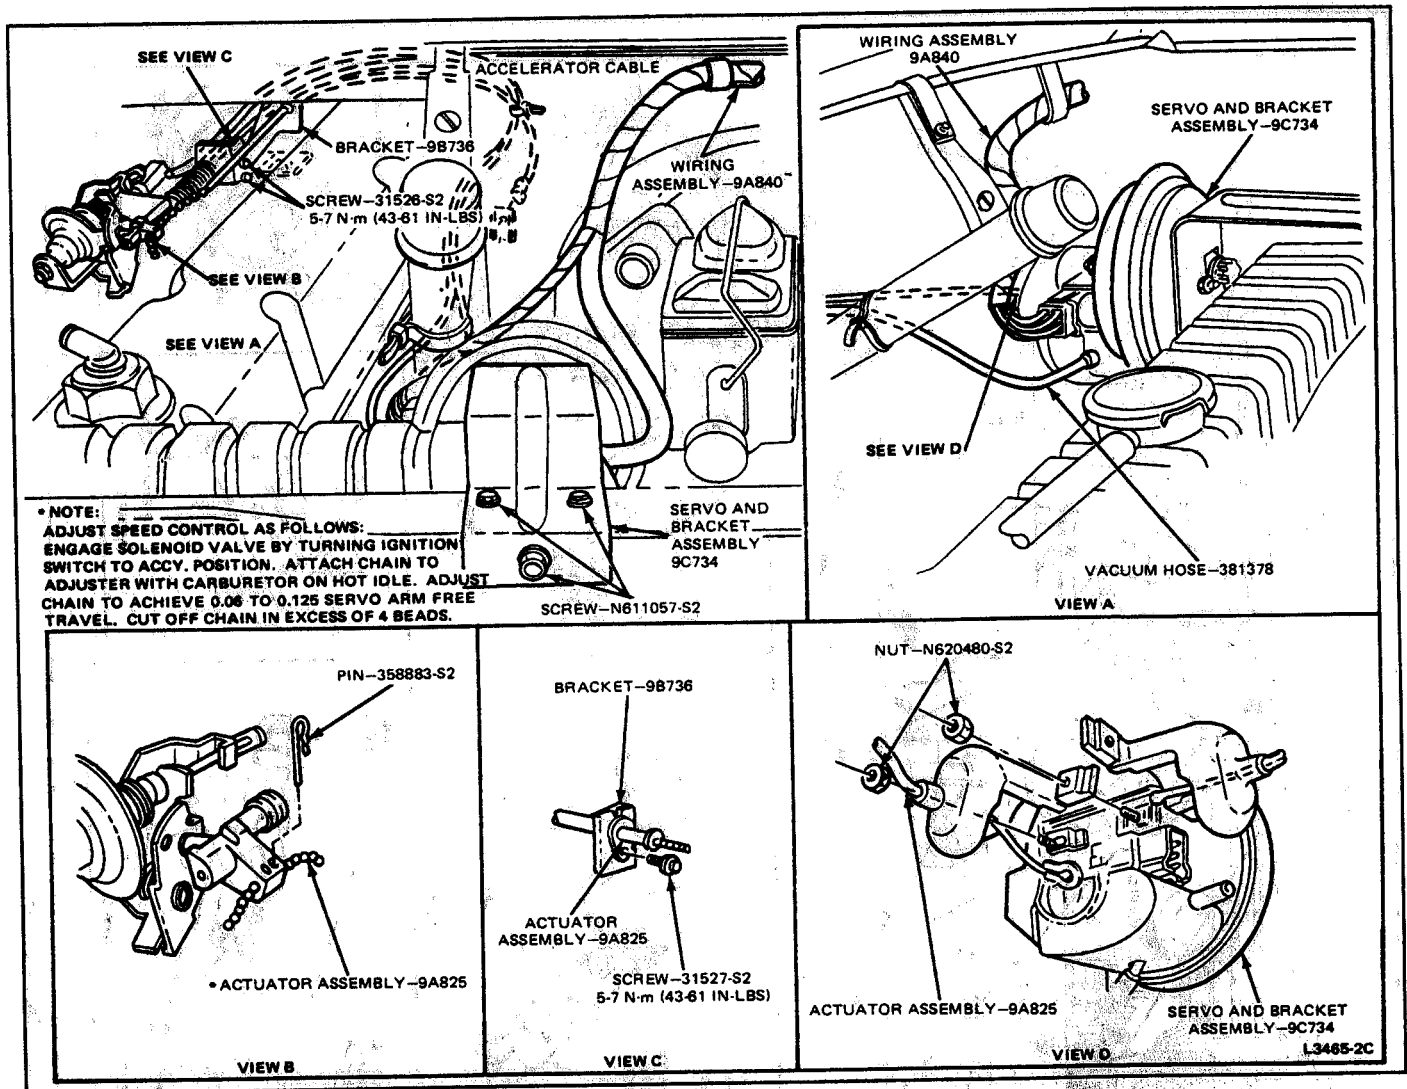 SEE VIEW C
ACCELERATOR CABLE
BRACKET–9B736
SCREW–31526-S2
5-7 N·m (43-61 IN-LBS)
WIRING
ASSEMBLY–9A840
SEE VIEW B
SEE VIEW A
• NOTE:
ADJUST SPEED CONTROL AS FOLLOWS:
ENGAGE SOLENOID VALVE BY TURNING IGNITION
SWITCH TO ACCY. POSITION. ATTACH CHAIN TO
ADJUSTER WITH CARBURETOR ON HOT IDLE. ADJUST
CHAIN TO ACHIEVE 0.06 TO 0.125 SERVO ARM FREE
TRAVEL. CUT OFF CHAIN IN EXCESS OF 4 BEADS.
SERVO AND
BRACKET
ASSEMBLY
9C734
SCREW–N611057-S2
WIRING ASSEMBLY
9A840
SERVO AND BRACKET
ASSEMBLY–9C734
SEE VIEW D
VACUUM HOSE–381378
VIEW A
PIN–358883-S2
• ACTUATOR ASSEMBLY–9A825
VIEW B
BRACKET–9B736
ACTUATOR
ASSEMBLY–9A825
SCREW–31527-S2
5-7 N·m (43-61 IN-LBS)
VIEW C
NUT–N620480-S2
ACTUATOR ASSEMBLY–9A825
SERVO AND BRACKET
ASSEMBLY–9C734
VIEW D
L3465-2C